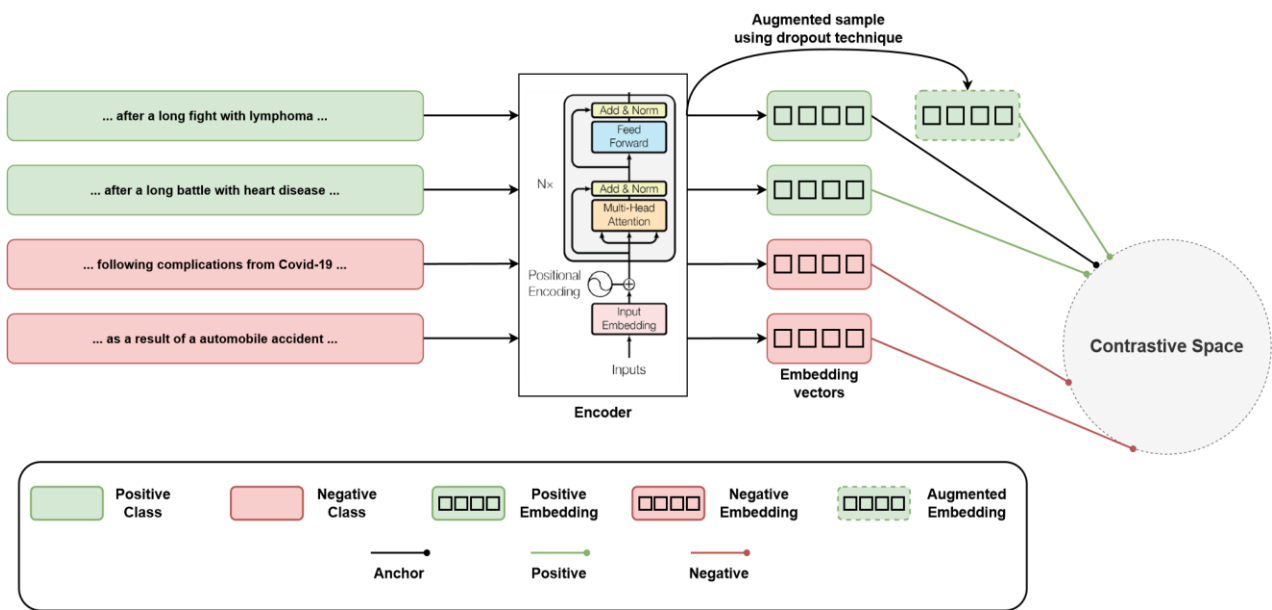 Augmented sample
using dropout technique
... after a long fight with lymphoma ...
... after a long battle with heart disease ...
... following complications from Covid-19 ...
... as a result of a automobile accident ...
Add & Norm
Feed
Forward
N×
Add & Norm
Multi-Head
Attention
Positional
Encoding
Input
Embedding
Inputs
Encoder
Embedding
vectors
Contrastive Space
Positive
Class
Negative
Class
Positive
Embedding
Negative
Embedding
Augmented
Embedding
Anchor
Positive
Negative